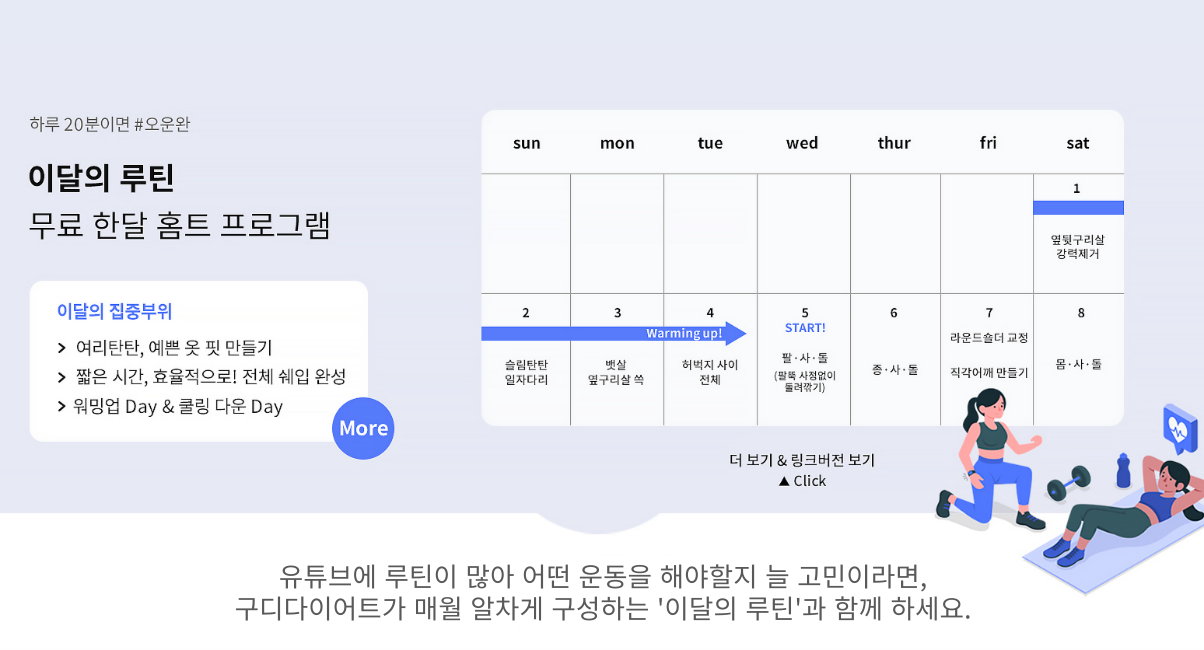 하루 20분이면 #오운완
이달의 루틴
무료 한달 홈트 프로그램
이달의 집중부위
> 여리탄탄, 예쁜 옷 핏 만들기
> 짧은 시간, 효율적으로! 전체 쉐입 완성
> 워밍업 Day & 쿨링 다운 Day
More
sun mon tue wed thur fri sat
1
옆뒷구리살
강력제거
2 3 4 5 6 7 8
Warming up!
START!
슬림탄탄
일자다리
뱃살
옆구리살 쏙
허벅지 사이
전체
팔·사·돌
(팔뚝 사정없이
돌려깎기)
종·사·돌
라운드숄더 교정
직각어깨 만들기
몸·사·돌
더 보기 & 링크버전 보기
▲ Click
유튜브에 루틴이 많아 어떤 운동을 해야할지 늘 고민이라면,
구디다이어트가 매월 알차게 구성하는 '이달의 루틴'과 함께 하세요.